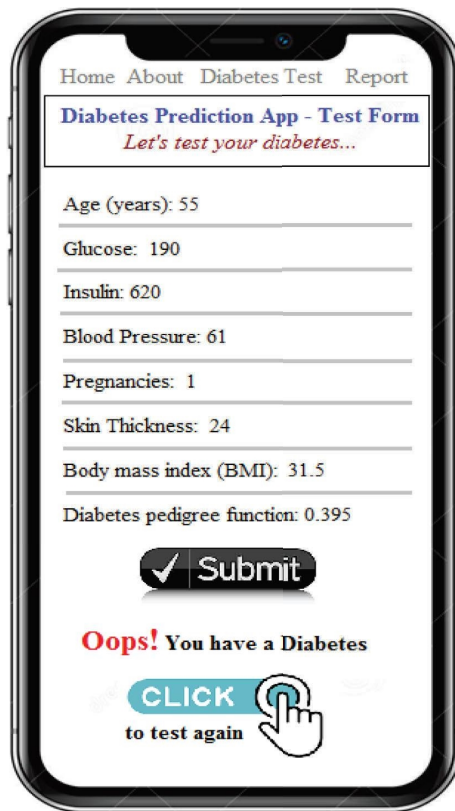 Home About Diabetes Test Report
Diabetes Prediction App - Test Form
Let's test your diabetes...
Age (years): 55
Glucose: 190
Insulin: 620
Blood Pressure: 61
Pregnancies: 1
Skin Thickness: 24
Body mass index (BMI): 31.5
Diabetes pedigree function: 0.395
Submit
Oops! You have a Diabetes
CLICK
to test again